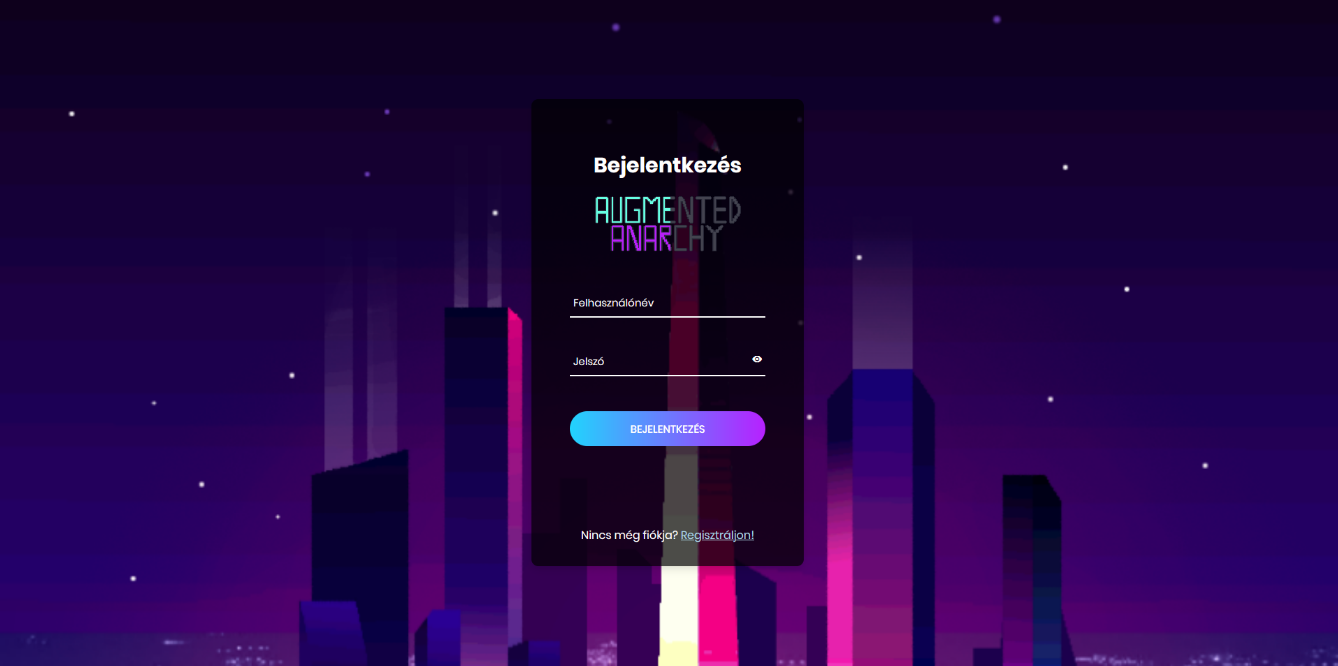 Bejelentkezés
AUGMENTED
ANARCHY
Felhasználónév
Jelszó
BEJELENTKEZÉS
Nincs még fiókja? Regisztráljon!